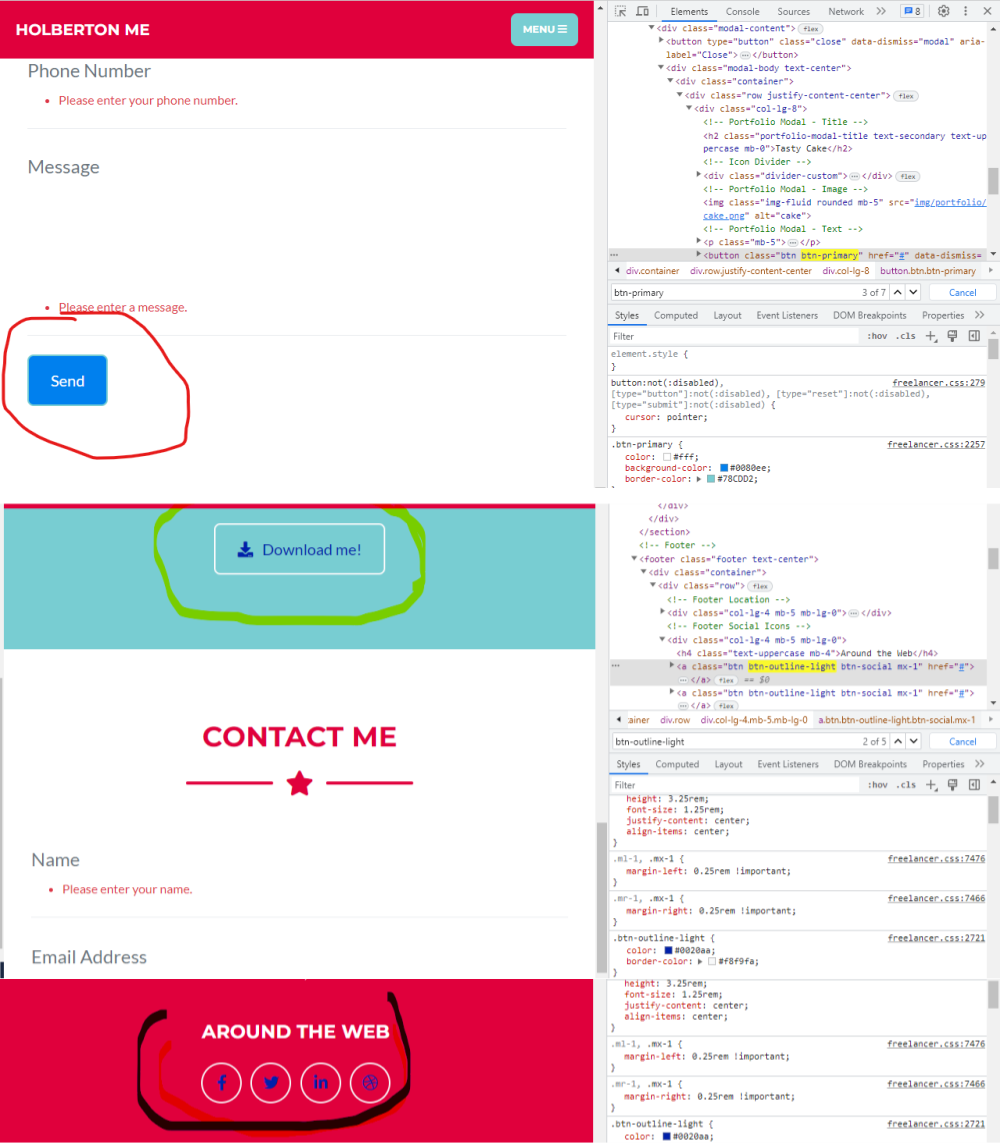 HOLBERTON ME
MENU
Phone Number
Please enter your phone number.
Message
Please enter a message.
Send
Elements Console Sources Network 8
<div class="modal-content"> flex
<button type="button" class="close" data-dismiss="modal" aria-
label="Close"> </button>
<div class="modal-body text-center">
<div class="container">
<div class="row justify-content-center"> flex
<div class="col-lg-8">
<!-- Portfolio Modal - Title -->
<h2 class="portfolio-modal-title text-secondary text-up
percase mb-0">Tasty Cake</h2>
<!-- Icon Divider -->
<div class="divider-custom"> </div> flex
<!-- Portfolio Modal - Image -->
<img class="img-fluid rounded mb-5" src="img/portfolio/
cake.png" alt="cake">
<!-- Portfolio Modal - Text -->
<p class="mb-5"> </p>
<button class="btn btn-primary" href="#" data-dismiss=
div.container div.row.justify-content-center div.col-lg-8 button.btn.btn-primary
btn-primary 3 of 7 Cancel
Styles Computed Layout Event Listeners DOM Breakpoints Properties
Filter :hov .cls
element.style {
}
button:not(:disabled), freelancer.css:279
[type="button"]:not(:disabled), [type="reset"]:not(:disabled),
[type="submit"]:not(:disabled) {
cursor: pointer;
}
.btn-primary { freelancer.css:2257
color: #fff;
background-color: #0080ee;
border-color: #78CDD2;
Download me!
CONTACT ME
Name
Please enter your name.
Email Address
</div>
</div>
</section>
<!-- Footer -->
<footer class="footer text-center">
<div class="container">
<div class="row"> flex
<!-- Footer Location -->
<div class="col-lg-4 mb-5 mb-lg-0"> </div>
<!-- Footer Social Icons -->
<div class="col-lg-4 mb-5 mb-lg-0">
<h4 class="text-uppercase mb-4">Around the Web</h4>
<a class="btn btn-outline-light btn-social mx-1" href="#">
</a> flex == $0
<a class="btn btn-outline-light btn-social mx-1" href="#">
</a> flex
tainer div.row div.col-lg-4.mb-5.mb-lg-0 a.btn.btn-outline-light.btn-social.mx-1
btn-outline-light 2 of 5 Cancel
Styles Computed Layout Event Listeners DOM Breakpoints Properties
Filter :hov .cls
height: 3.25rem;
font-size: 1.25rem;
justify-content: center;
align-items: center;
}
.ml-1, .mx-1 { freelancer.css:7476
margin-left: 0.25rem !important;
}
.mr-1, .mx-1 { freelancer.css:7466
margin-right: 0.25rem !important;
}
.btn-outline-light { freelancer.css:2721
color: #0020aa;
border-color: #f8f9fa;
}
AROUND THE WEB
height: 3.25rem;
font-size: 1.25rem;
justify-content: center;
align-items: center;
}
.ml-1, .mx-1 { freelancer.css:7476
margin-left: 0.25rem !important;
}
.mr-1, .mx-1 { freelancer.css:7466
margin-right: 0.25rem !important;
}
.btn-outline-light { freelancer.css:2721
color: #0020aa;